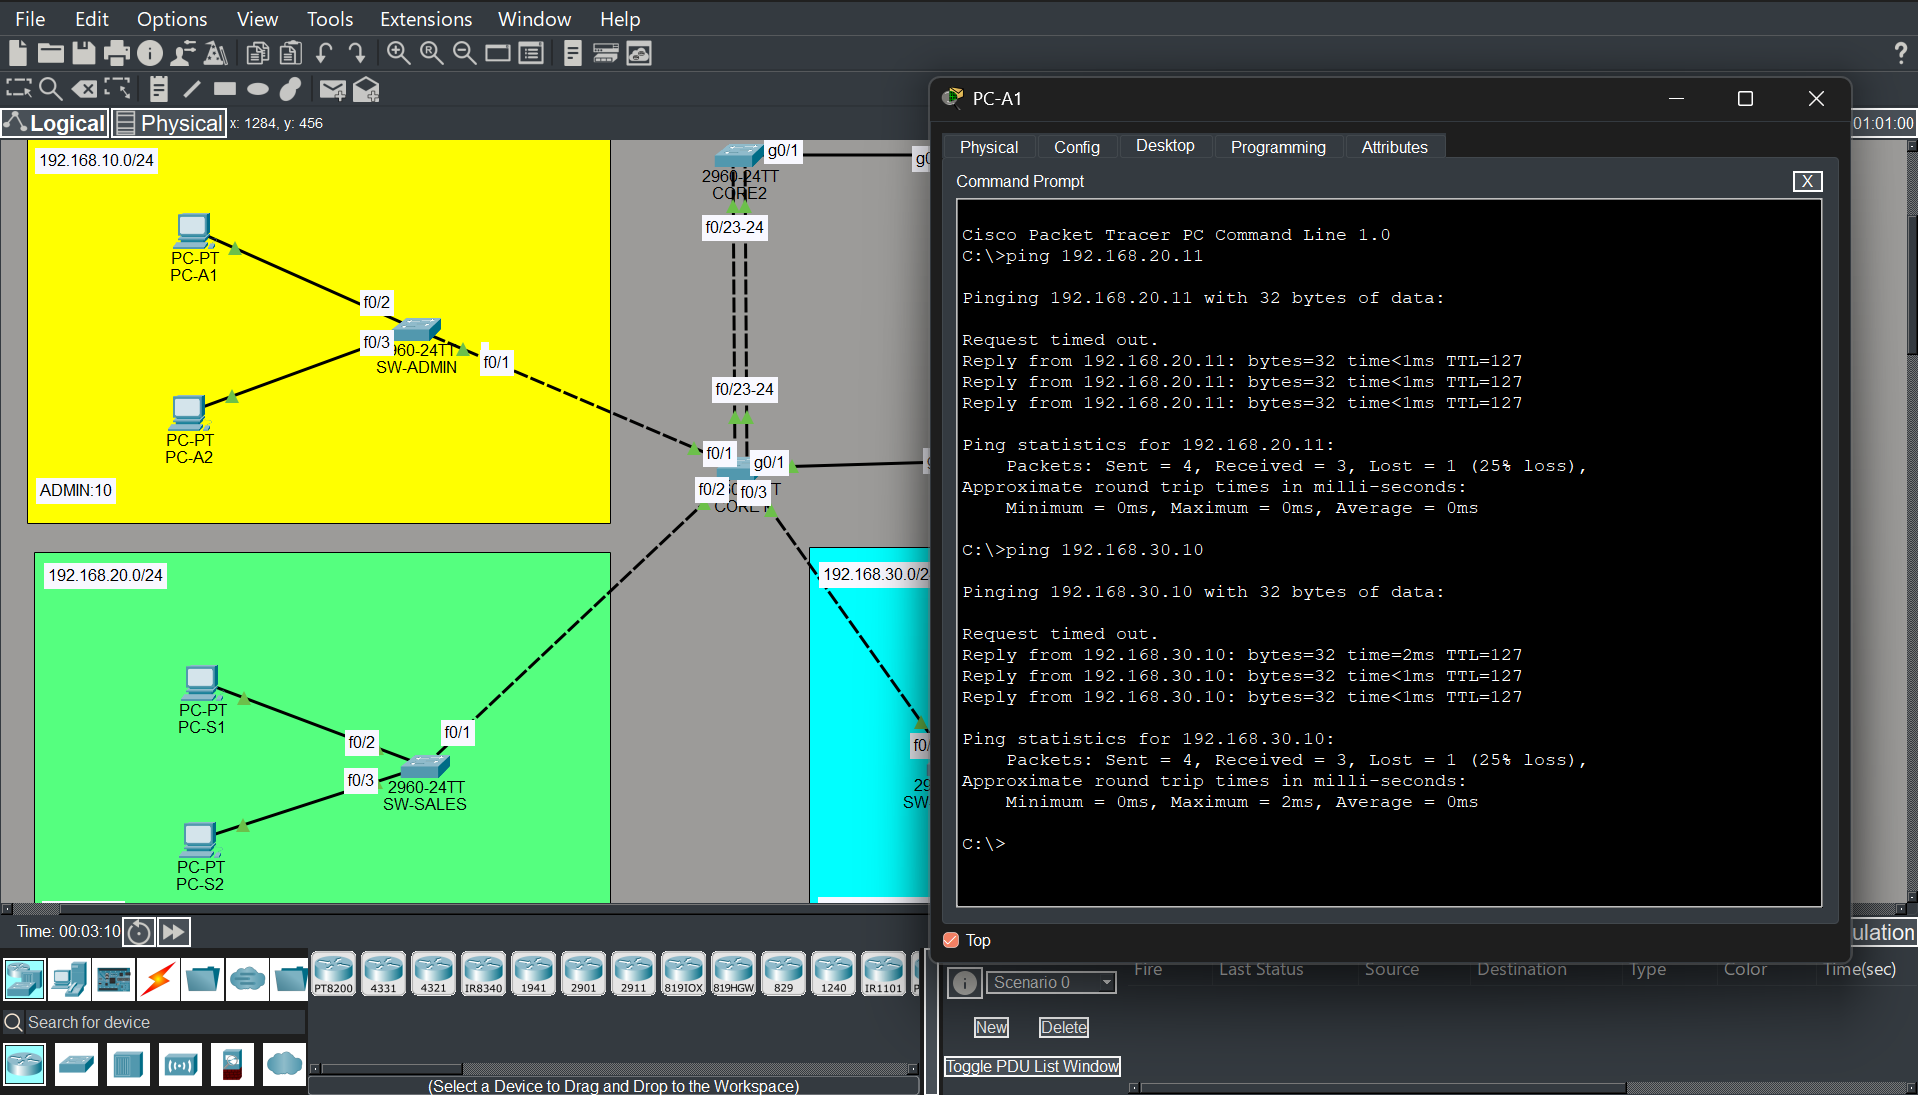 File Edit Options View Tools Extensions Window Help
Logical Physical x: 1284, y: 456
01:01:00
192.168.10.0/24
PC-PT
PC-A1
f0/2
f0/3
960-24TT
SW-ADMIN
f0/1
PC-PT
PC-A2
ADMIN:10
g0/1
2960-24TT
CORE2
f0/23-24
f0/23-24
f0/1
g0/1
f0/2
f0/3
192.168.20.0/24
PC-PT
PC-S1
f0/2
f0/3
f0/1
2960-24TT
SW-SALES
PC-PT
PC-S2
192.168.30.0/2
f0/
29
SW
PC-A1
Physical Config Desktop Programming Attributes
Command Prompt X
Cisco Packet Tracer PC Command Line 1.0
C:\>ping 192.168.20.11
Pinging 192.168.20.11 with 32 bytes of data:
Request timed out.
Reply from 192.168.20.11: bytes=32 time<1ms TTL=127
Reply from 192.168.20.11: bytes=32 time<1ms TTL=127
Reply from 192.168.20.11: bytes=32 time<1ms TTL=127
Ping statistics for 192.168.20.11:
Packets: Sent = 4, Received = 3, Lost = 1 (25% loss),
Approximate round trip times in milli-seconds:
Minimum = 0ms, Maximum = 0ms, Average = 0ms
C:\>ping 192.168.30.10
Pinging 192.168.30.10 with 32 bytes of data:
Request timed out.
Reply from 192.168.30.10: bytes=32 time=2ms TTL=127
Reply from 192.168.30.10: bytes=32 time<1ms TTL=127
Reply from 192.168.30.10: bytes=32 time<1ms TTL=127
Ping statistics for 192.168.30.10:
Packets: Sent = 4, Received = 3, Lost = 1 (25% loss),
Approximate round trip times in milli-seconds:
Minimum = 0ms, Maximum = 2ms, Average = 0ms
C:\>
Top
Time: 00:03:10
ulation
PT8200 4331 4321 IR8340 1941 2901 2911 819IOX 819HGW 829 1240 IR1101
Search for device
(Select a Device to Drag and Drop to the Workspace)
Scenario 0
Fire Last Status Source Destination Type Color Time(sec)
New Delete
Toggle PDU List Window